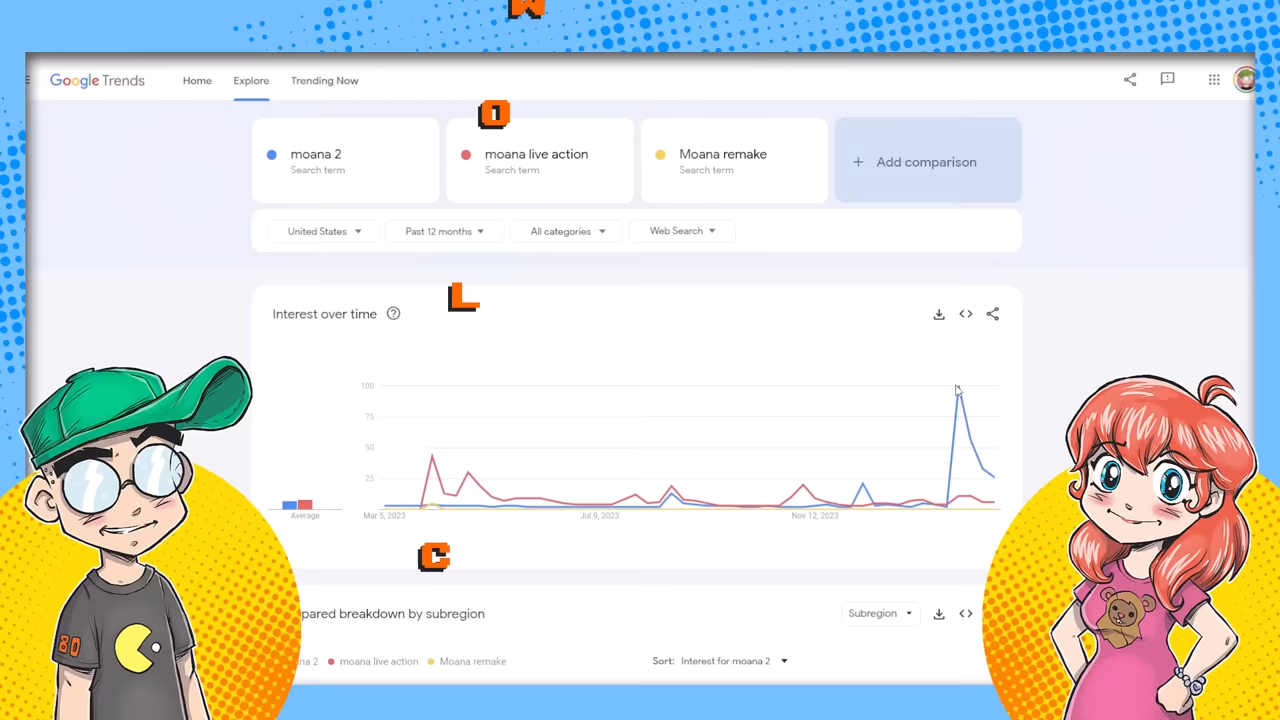 W
Google Trends Home Explore Trending Now
O
moana 2 moana live action Moana remake + Add comparison
Search term Search term Search term
United States Past 12 months All categories Web Search
L
Interest over time
100
75
50
25
Average Mar 5, 2023 Jul 9, 2023 Nov 12, 2023
C
pared breakdown by subregion Subregion
na 2 moana live action Moana remake Sort: Interest for moana 2
80